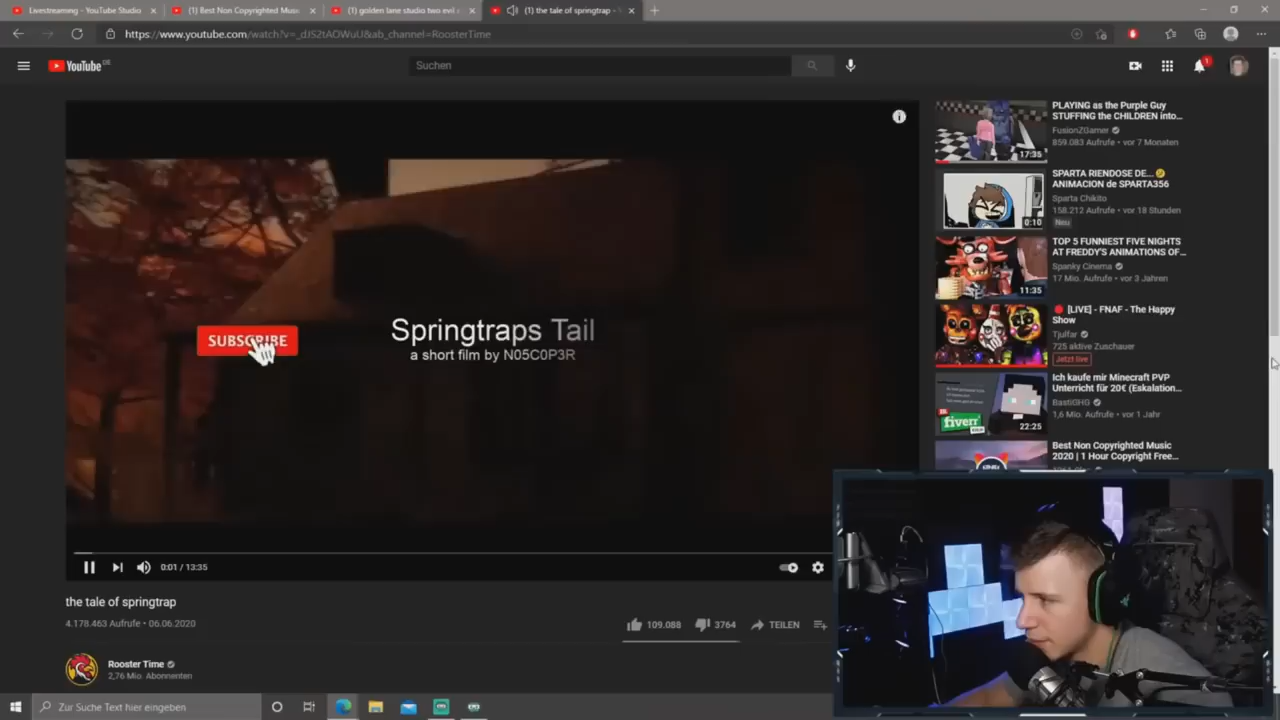 Livestreaming - YouTube Studio
(1) Best Non Copyrighted Musi
(1) golden lane studio two evil e
(1) the tale of springtrap -
https://www.youtube.com/watch?v=_dJS2tAOWuU&ab_channel=RoosterTime
YouTube DE
Suchen
1
SUBSCRIBE
Springtraps Tail
a short film by N05C0P3R
0:01 / 13:35
the tale of springtrap
4.178.463 Aufrufe • 06.06.2020
109.088
3764
TEILEN
Rooster Time
2,76 Mio. Abonnenten
17:35
PLAYING as the Purple Guy
STUFFING the CHILDREN into...
FusionZGamer
859.083 Aufrufe • vor 7 Monaten
0:10
SPARTA RIENDOSE DE...
ANIMACION de SPARTA356
Sparta Chikito
158.212 Aufrufe • vor 18 Stunden
Neu
11:35
TOP 5 FUNNIEST FIVE NIGHTS
AT FREDDY'S ANIMATIONS OF...
Spanky Cinema
17 Mio. Aufrufe • vor 3 Jahren
[LIVE] - FNAF - The Happy
Show
Tjulfar
725 aktive Zuschauer
Jetzt live
fiverr
22:25
Ich kaufe mir Minecraft PVP
Unterricht für 20€ (Eskalation...
BastiGHG
1,6 Mio. Aufrufe • vor 1 Jahr
Best Non Copyrighted Music
2020 | 1 Hour Copyright Free...
Zur Suche Text hier eingeben